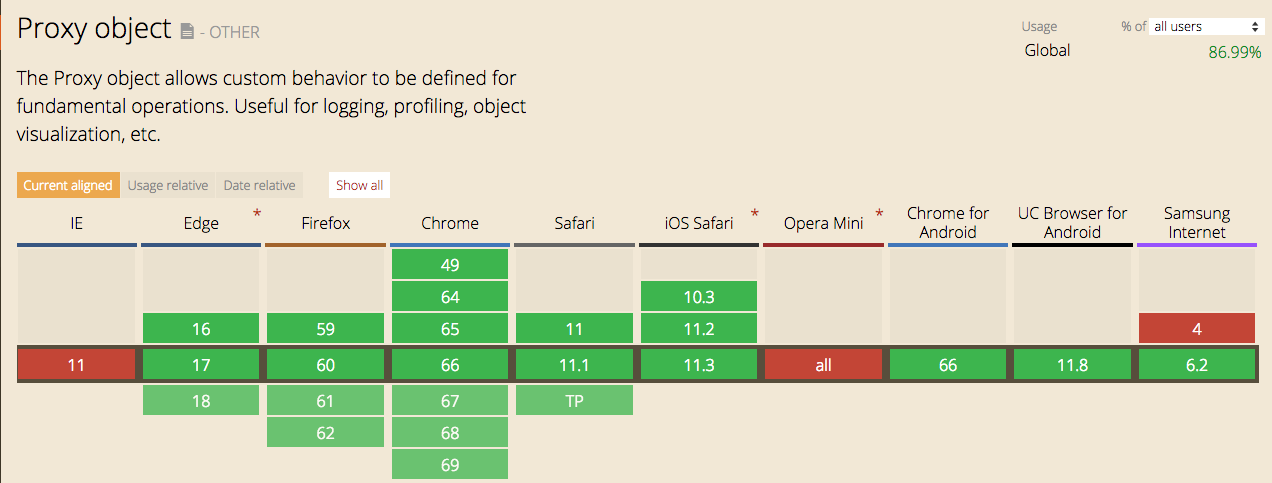 Proxy object - OTHER
Usage % of all users
Global 86.99%
The Proxy object allows custom behavior to be defined for
fundamental operations. Useful for logging, profiling, object
visualization, etc.
Current aligned Usage relative Date relative Show all
IE Edge * Firefox Chrome Safari iOS Safari * Opera Mini * Chrome for Android UC Browser for Android Samsung Internet
49
64 10.3
16 59 65 11 11.2 4
11 17 60 66 11.1 11.3 all 66 11.8 6.2
18 61 67 TP
62 68
69